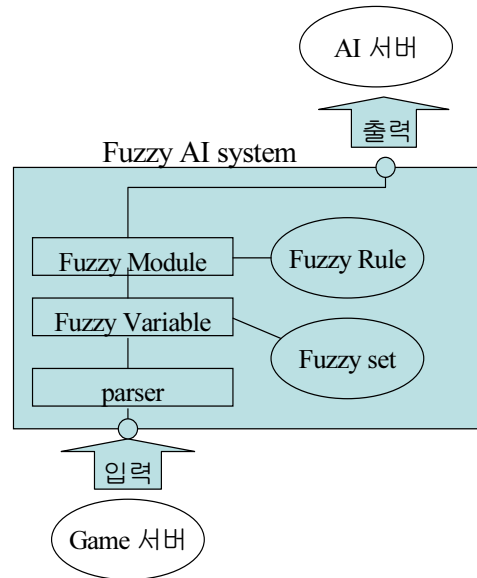 AI 서버
출력
Fuzzy AI system
Fuzzy Module
Fuzzy Rule
Fuzzy Variable
Fuzzy set
parser
입력
Game 서버